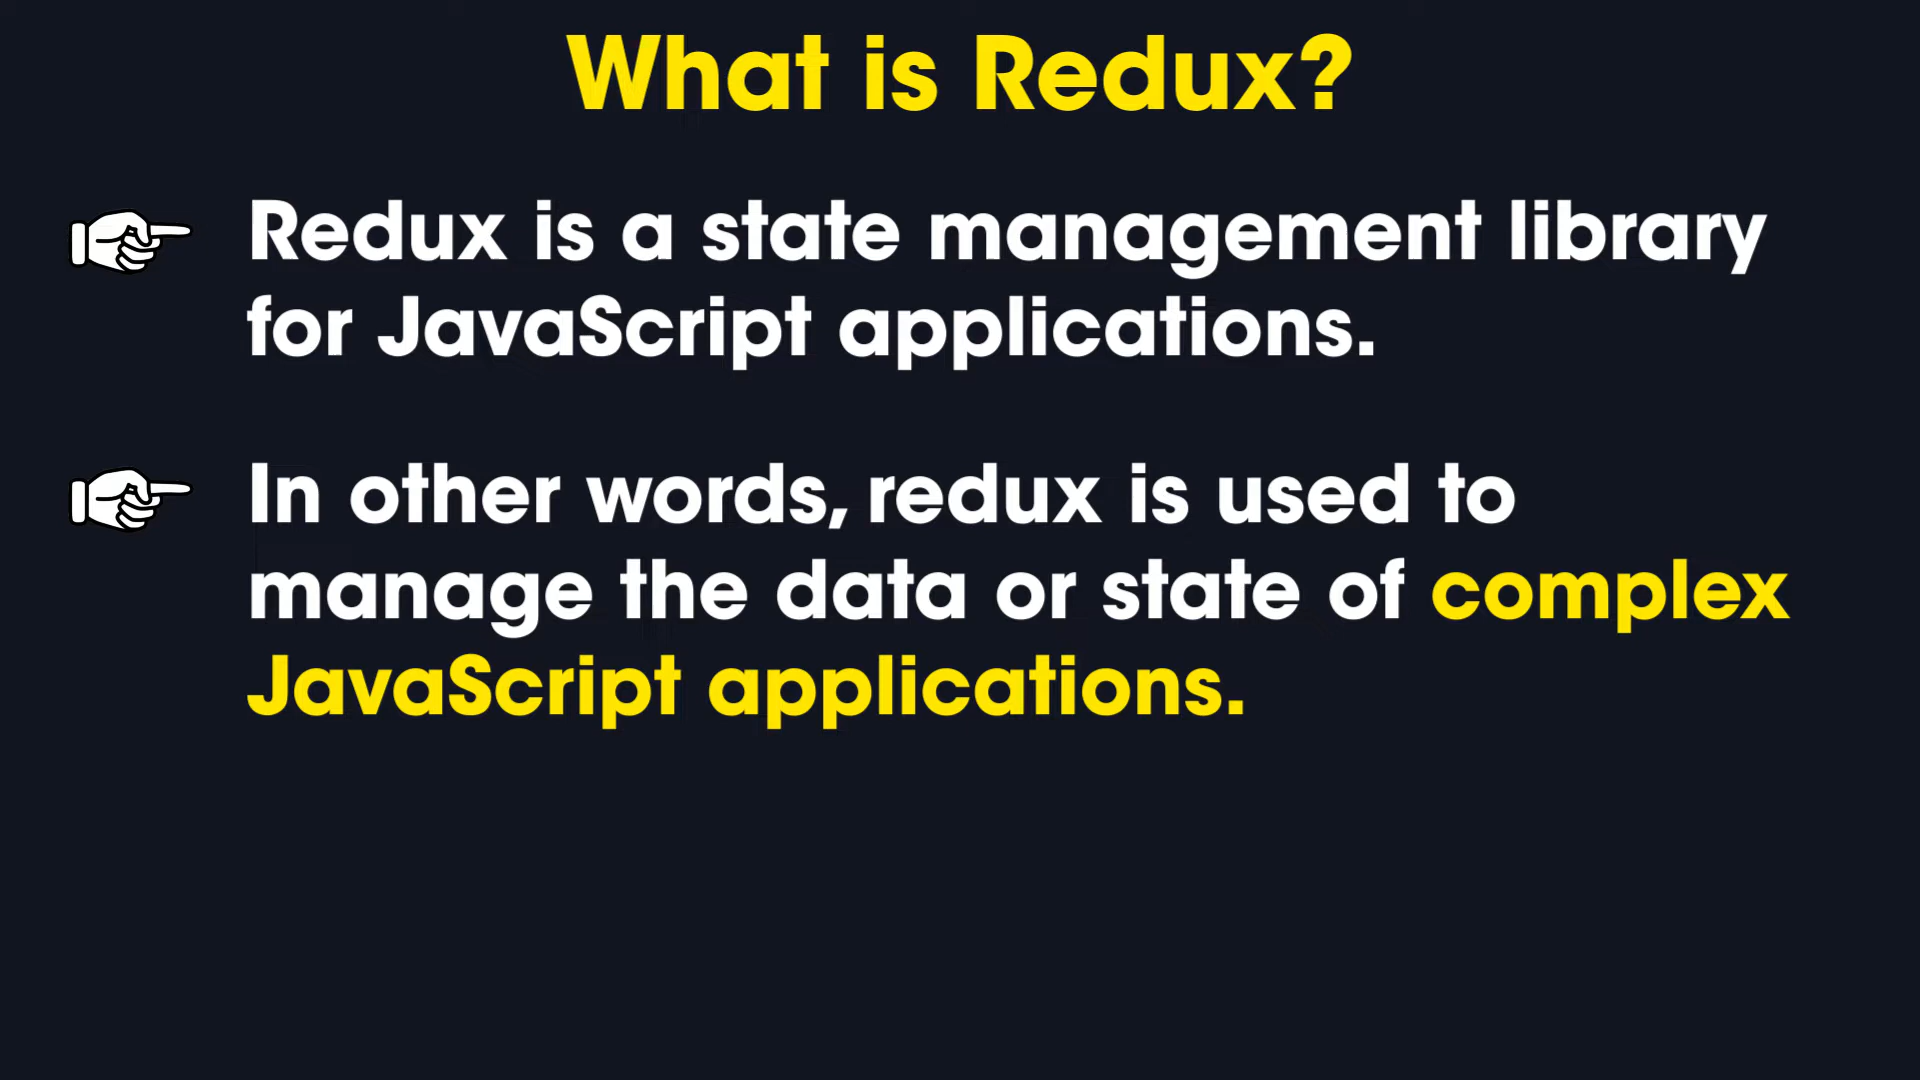 What is Redux?
Redux is a state management library
for JavaScript applications.
In other words, redux is used to
manage the data or state of complex
JavaScript applications.